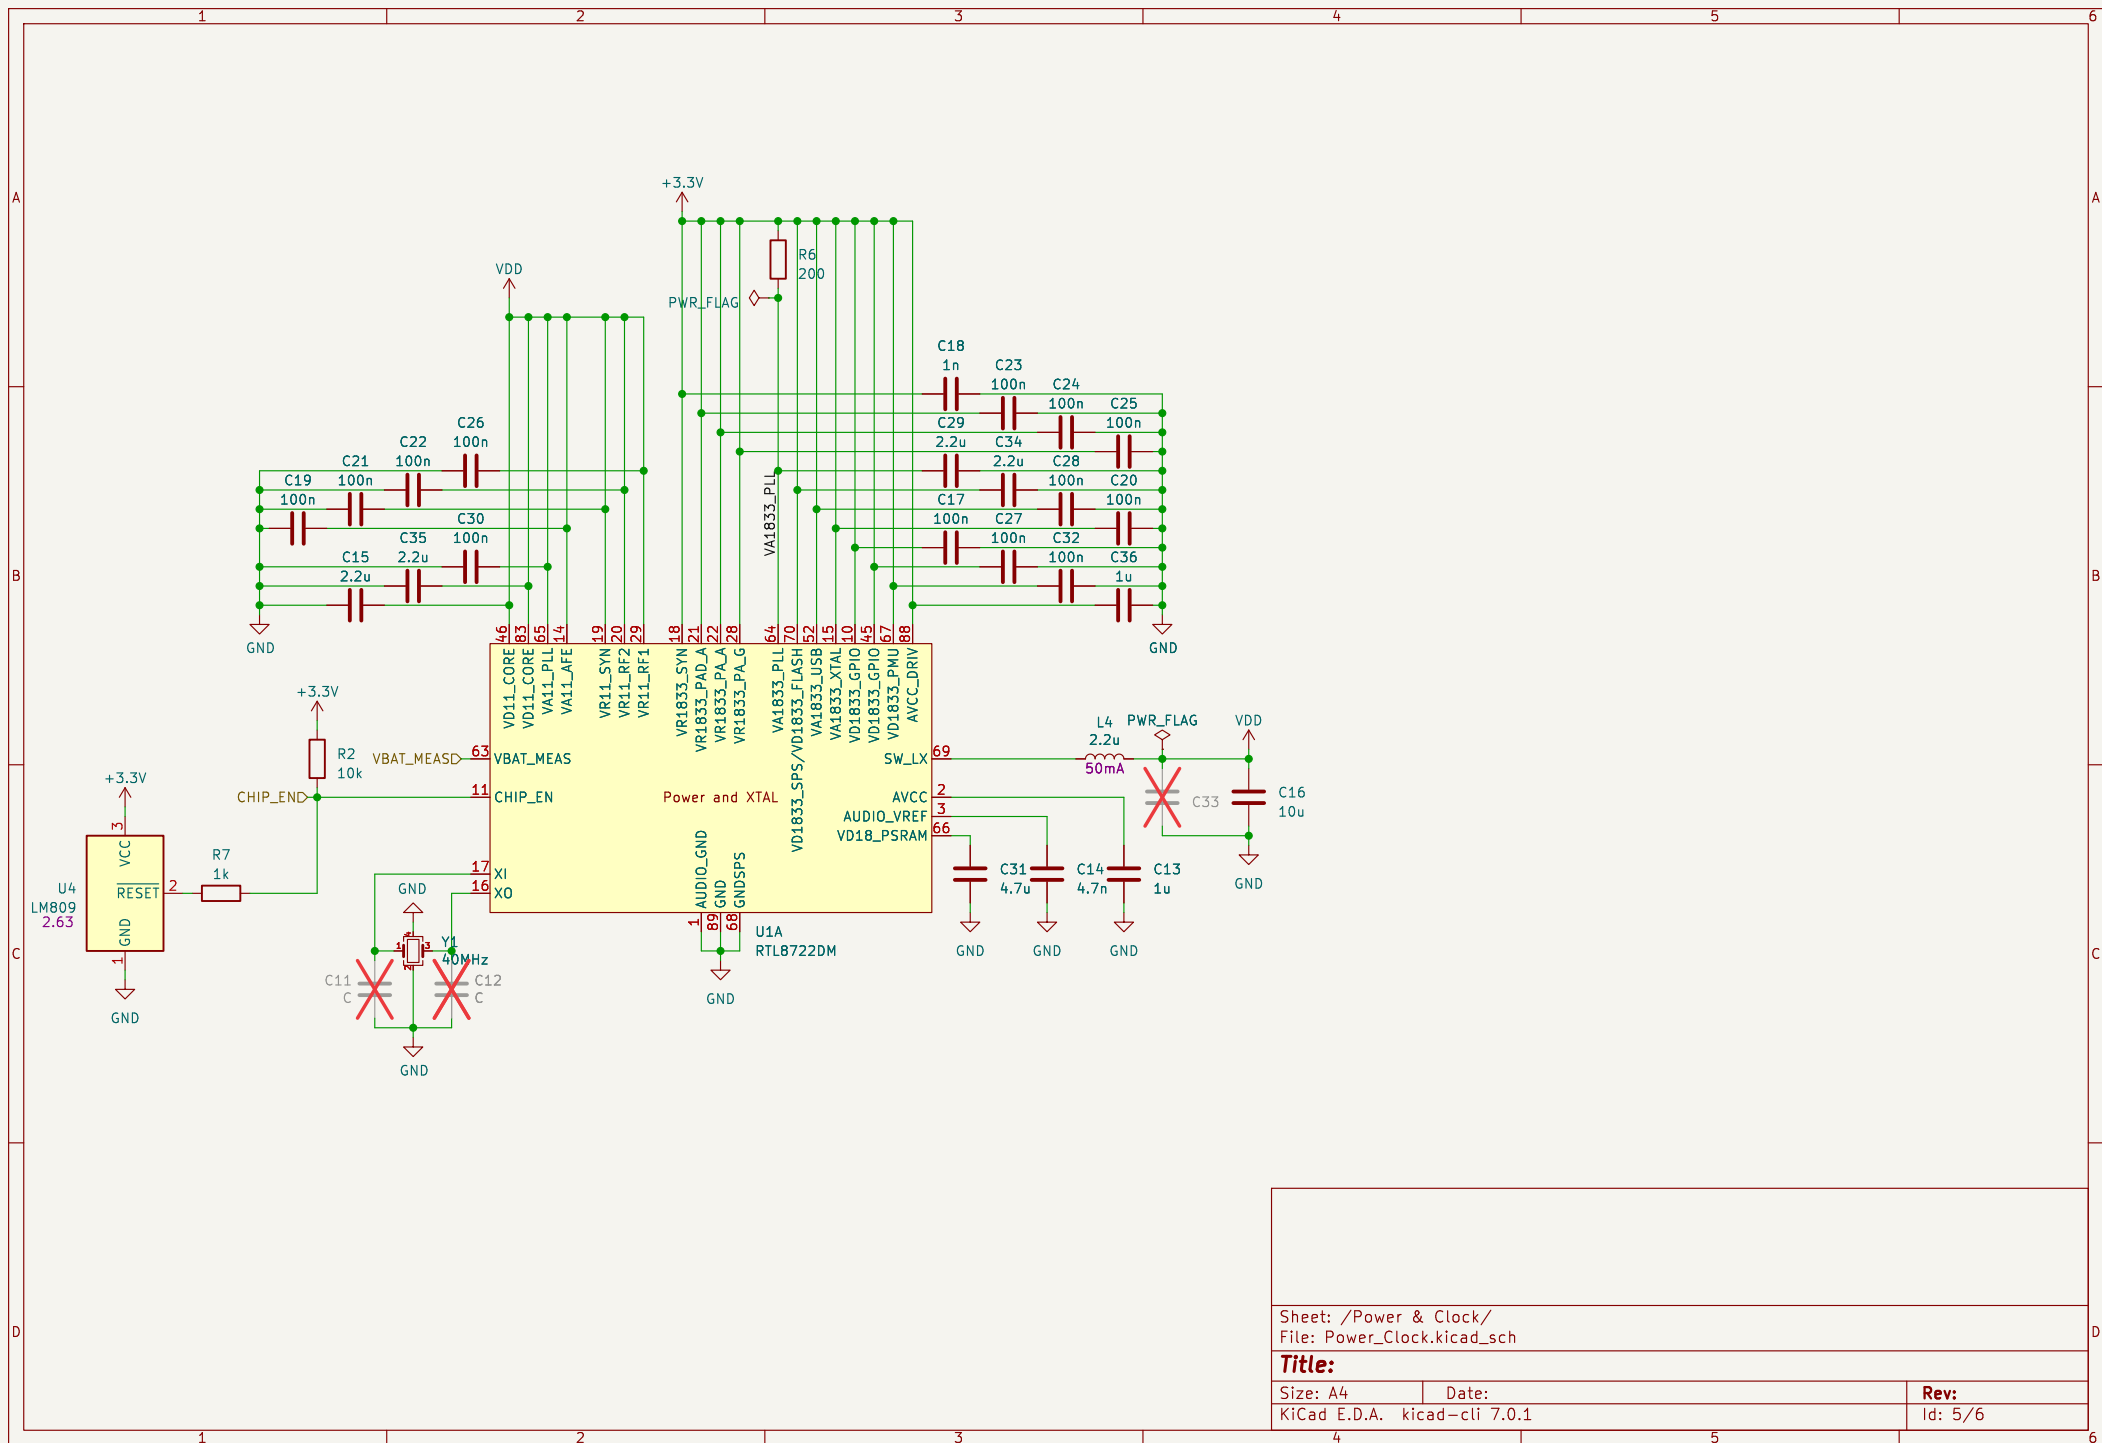 1 2 3 4 5 6
A A
B B
C C
D D
1 2 3 4 5 6
+3.3V
R6
200
PWR_FLAG
VDD
C18
1n
C23
100n
C24
100n
C25
100n
C29
2.2u
C34
2.2u
C28
100n
C20
100n
C17
100n
C27
100n
C32
100n
C36
1u
VA1833_PLL
GND
C26
100n
C22
100n
C21
100n
C19
100n
C30
100n
C35
2.2u
C15
2.2u
GND
46 83 65 14 19 20 29 18 21 22 28 64 70 52 15 10 45 67 88
VD11_CORE
VD11_CORE
VA11_PLL
VA11_AFE
VR11_SYN
VR11_RF2
VR11_RF1
VR1833_SYN
VR1833_PAD_A
VR1833_PA_A
VR1833_PA_G
VA1833_PLL
VD1833_SPS/VD1833_FLASH
VA1833_USB
VA1833_XTAL
VD1833_GPIO
VD1833_GPIO
VD1833_PMU
AVCC_DRIV
+3.3V
R2
10k
VBAT_MEAS
63
VBAT_MEAS
CHIP_EN
11
CHIP_EN
Power and XTAL
SW_LX
69
AVCC
2
AUDIO_VREF
3
VD18_PSRAM
66
L4
2.2u
50mA
PWR_FLAG
VDD
C33
C16
10u
GND
C31
4.7u
GND
C14
4.7n
GND
C13
1u
GND
+3.3V
3
VCC
RESET
2
GND
1
U4
LM809
2.63
GND
R7
1k
17
XI
16
XO
GND
4
1
3
2
Y1
40MHz
C11
C
C12
C
GND
AUDIO_GND
GND
GNDSPS
1 89 68
U1A
RTL8722DM
GND
Sheet: /Power & Clock/
File: Power_Clock.kicad_sch
Title:
Size: A4 Date: Rev:
KiCad E.D.A. kicad-cli 7.0.1 Id: 5/6